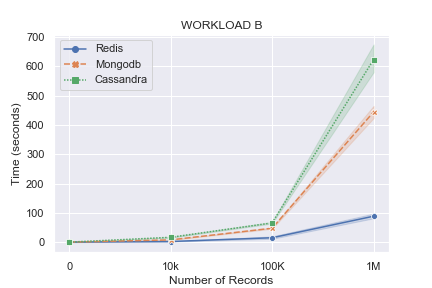 WORKLOAD B
Redis
Mongodb
Cassandra
Time (seconds)
700
600
500
400
300
200
100
0
0 10k 100K 1M
Number of Records